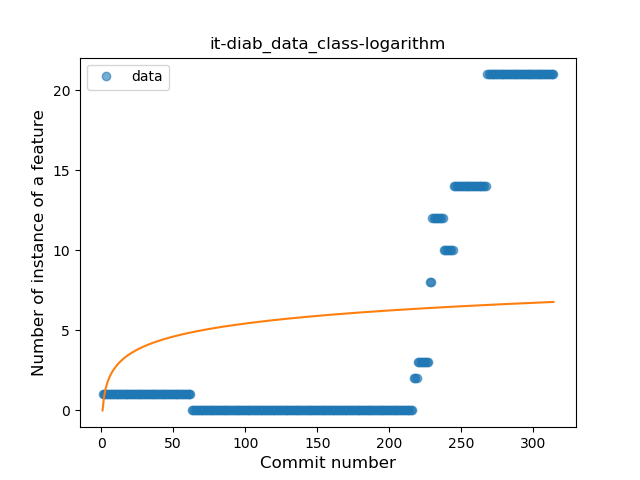 it-diab_data_class-logarithm
data
Number of instance of a feature
20
15
10
5
0
0 50 100 150 200 250 300
Commit number